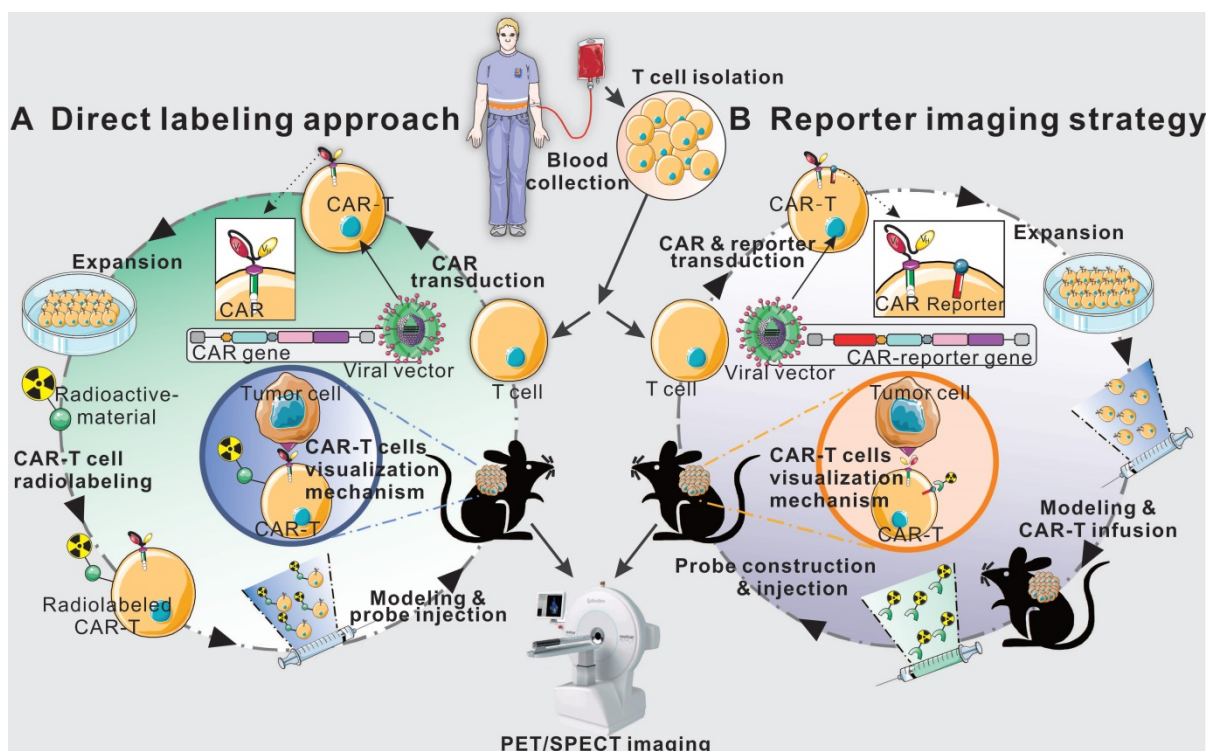 T cell isolation
A Direct labeling approach
B Reporter imaging strategy
Blood
collection
CAR-T
CAR
Expansion
CAR
transduction
CAR gene
Viral vector
T cell
Radioactive-
material
CAR-T cell
radiolabeling
Tumor cell
CAR-T cells
visualization
mechanism
CAR-T
Radiolabeled
CAR-T
Modeling &
probe injection
CAR-T
CAR & reporter
transduction
CAR Reporter
Expansion
T cell
Viral vector
CAR-reporter gene
Tumor cell
CAR-T cells
visualization
mechanism
CAR-T
Modeling &
CAR-T infusion
Probe construction
& injection
PET/SPECT imaging